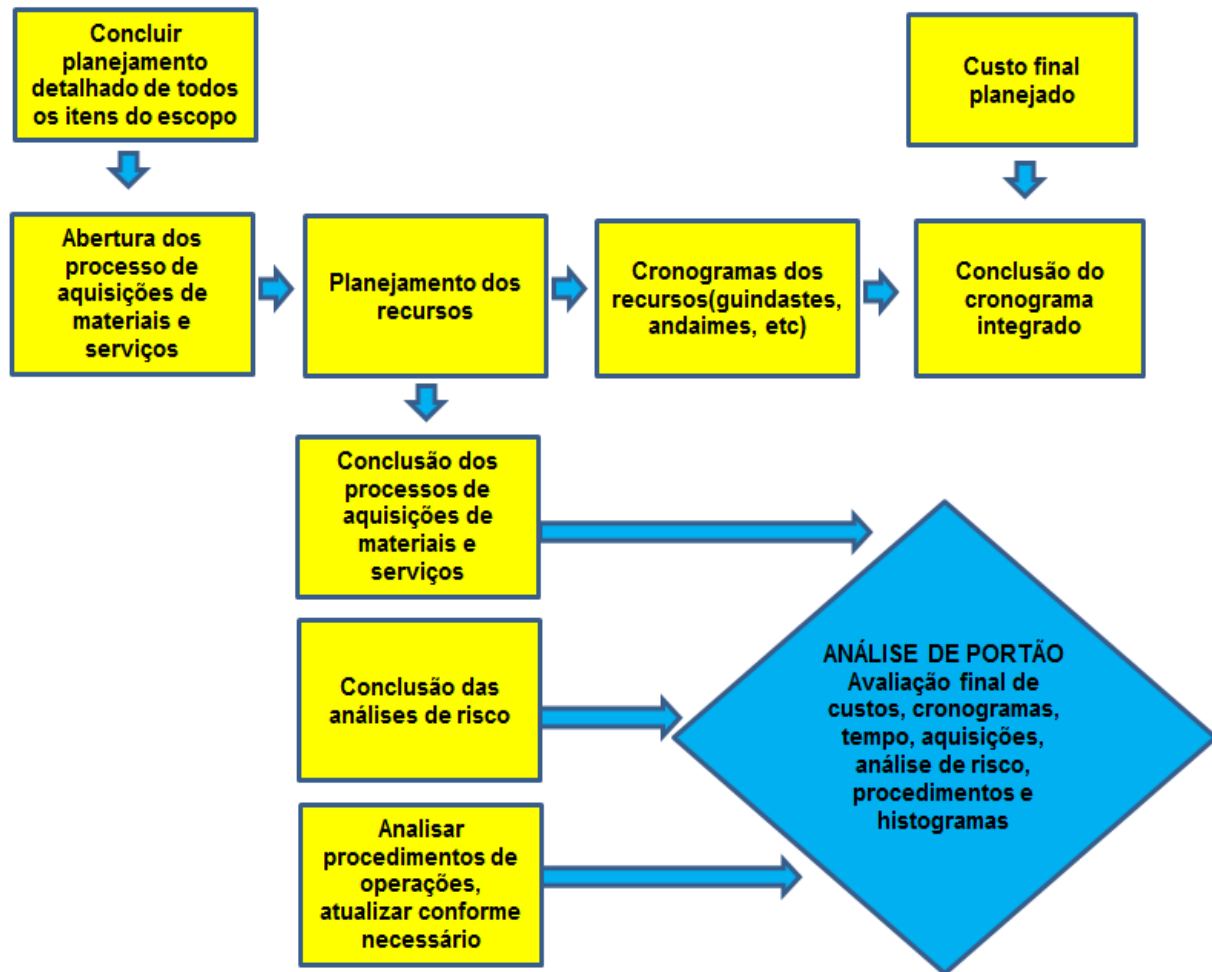 Concluir
planejamento
detalhado de todos
os itens do escopo
Custo final
planejado
Abertura dos
processo de
aquisições de
materiais e
serviços
Planejamento dos
recursos
Cronogramas dos
recursos(guindastes,
andaimes, etc)
Conclusão do
cronograma
integrado
Conclusão dos
processos de
aquisições de
materiais e
serviços
Conclusão das
análises de risco
Analisar
procedimentos de
operações,
atualizar conforme
necessário
ANÁLISE DE PORTÃO
Avaliação final de
custos, cronogramas,
tempo, aquisições,
análise de risco,
procedimentos e
histogramas